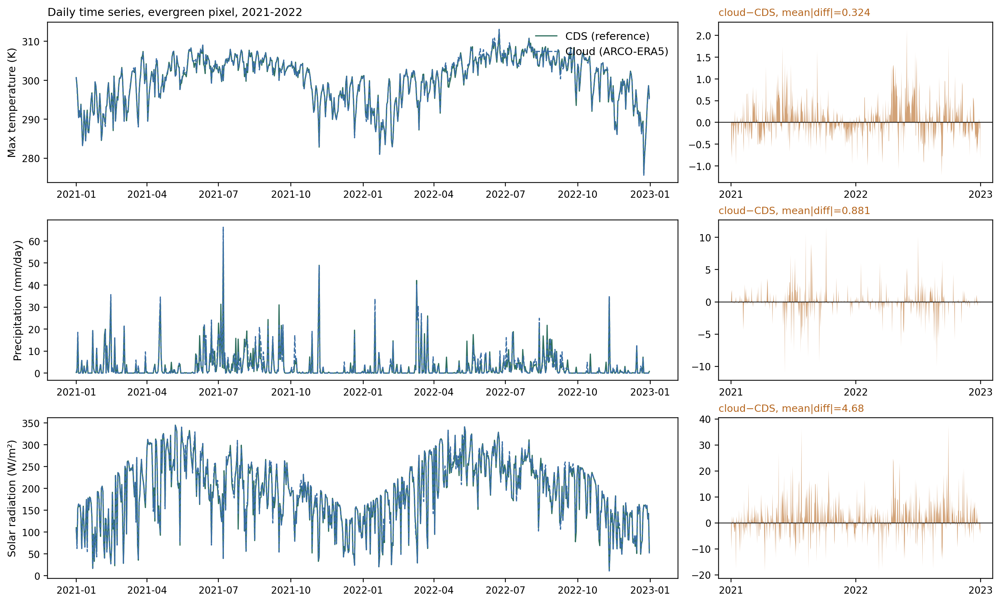 Daily time series, evergreen pixel, 2021-2022
cloud−CDS, mean|diff|=0.324
Max temperature (K)
310
300
290
280
CDS (reference)
Cloud (ARCO-ERA5)
2021-01 2021-04 2021-07 2021-10 2022-01 2022-04 2022-07 2022-10 2023-01
2.0
1.5
1.0
0.5
0.0
−0.5
−1.0
2021 2022 2023
cloud−CDS, mean|diff|=0.881
Precipitation (mm/day)
60
50
40
30
20
10
0
2021-01 2021-04 2021-07 2021-10 2022-01 2022-04 2022-07 2022-10 2023-01
10
5
0
−5
−10
2021 2022 2023
cloud−CDS, mean|diff|=4.68
Solar radiation (W/m²)
350
300
250
200
150
100
50
0
2021-01 2021-04 2021-07 2021-10 2022-01 2022-04 2022-07 2022-10 2023-01
40
30
20
10
0
−10
−20
2021 2022 2023